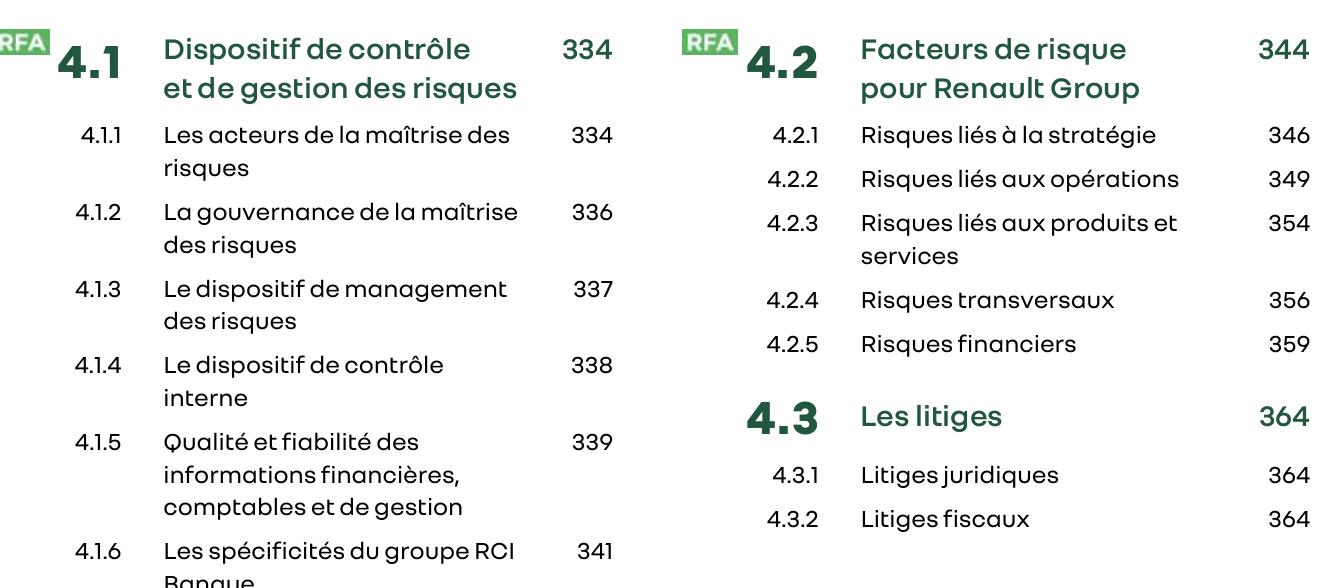 RFA
4.1 Dispositif de contrôle 334
et de gestion des risques
4.1.1 Les acteurs de la maîtrise des 334
risques
4.1.2 La gouvernance de la maîtrise 336
des risques
4.1.3 Le dispositif de management 337
des risques
4.1.4 Le dispositif de contrôle 338
interne
4.1.5 Qualité et fiabilité des 339
informations financières,
comptables et de gestion
4.1.6 Les spécificités du groupe RCI 341
Banque
RFA
4.2 Facteurs de risque 344
pour Renault Group
4.2.1 Risques liés à la stratégie 346
4.2.2 Risques liés aux opérations 349
4.2.3 Risques liés aux produits et 354
services
4.2.4 Risques transversaux 356
4.2.5 Risques financiers 359
4.3 Les litiges 364
4.3.1 Litiges juridiques 364
4.3.2 Litiges fiscaux 364